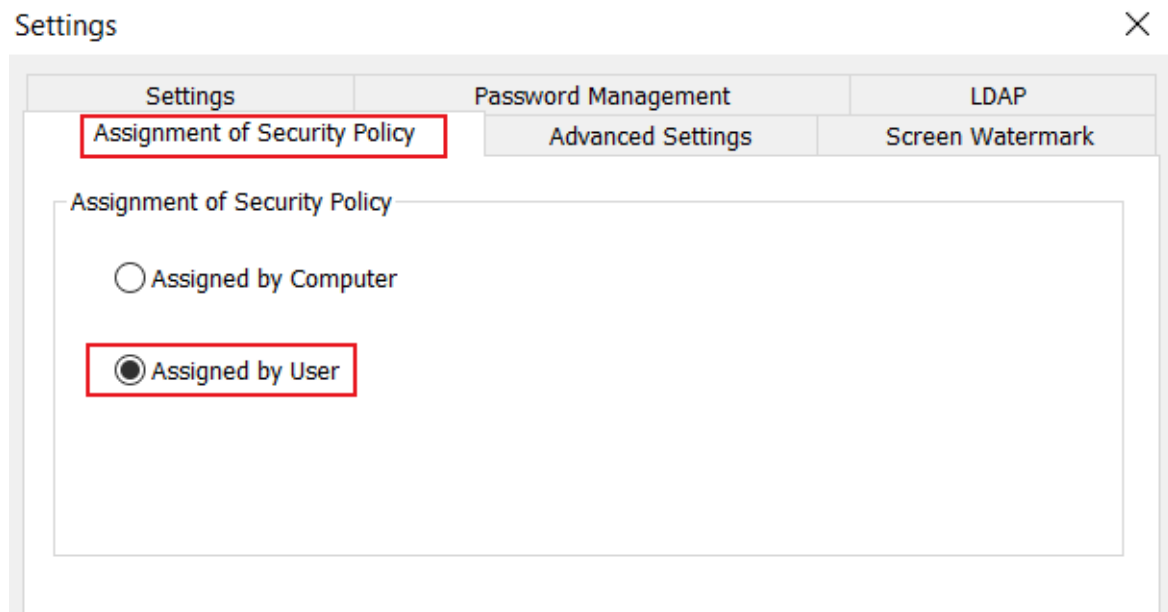 Settings
Settings Password Management LDAP
Assignment of Security Policy Advanced Settings Screen Watermark
Assignment of Security Policy
Assigned by Computer
Assigned by User